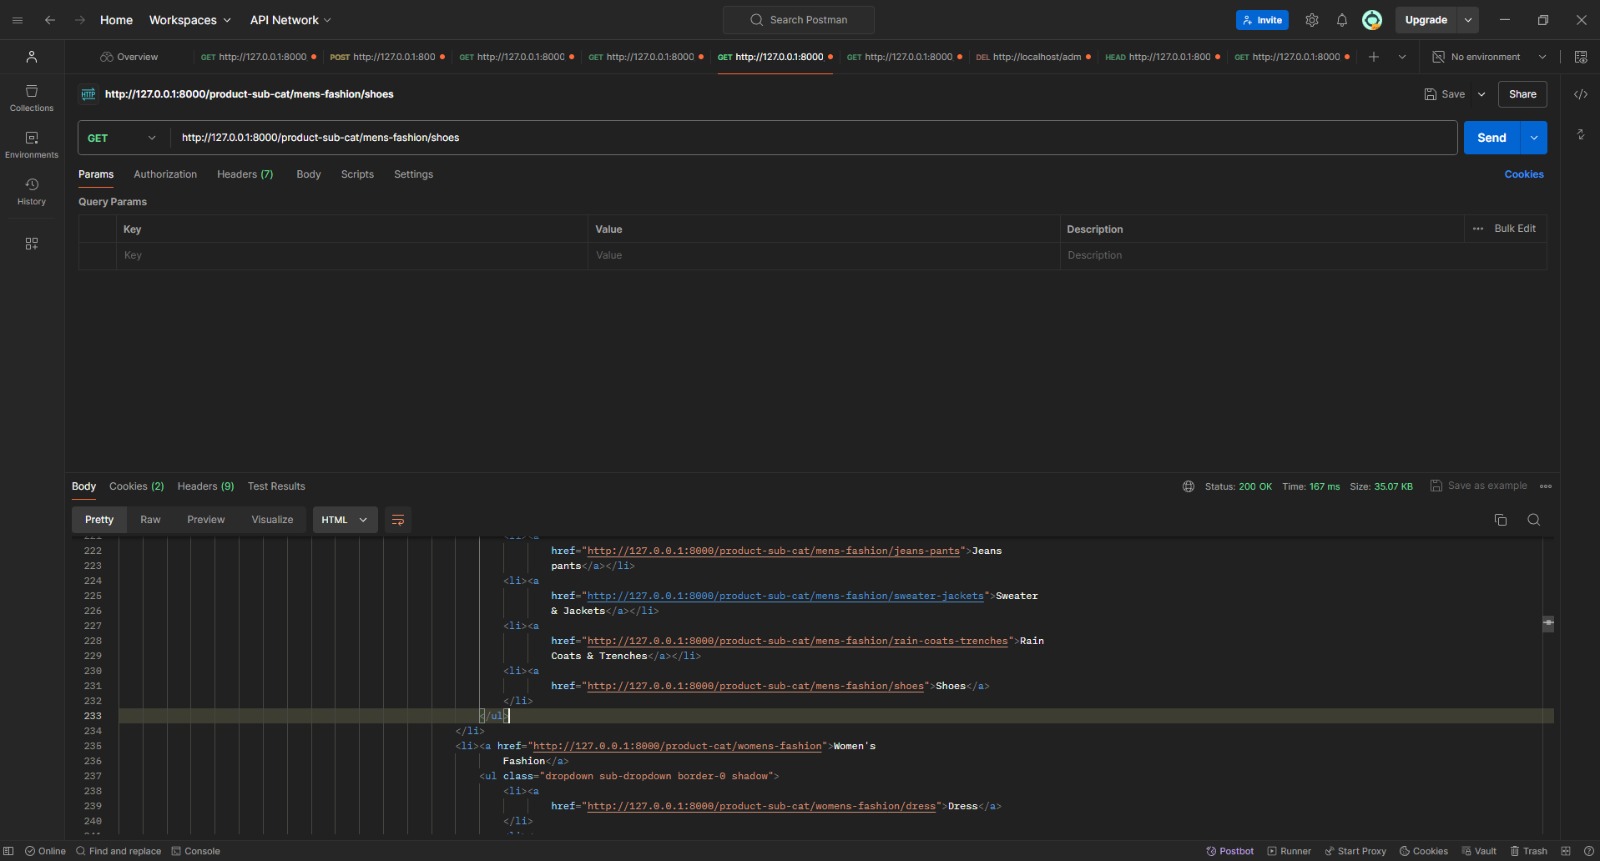 Home Workspaces API Network Search Postman Invite Upgrade
Overview GET http://127.0.0.1:8000 POST http://127.0.0.1:800 GET http://127.0.0.1:8000 GET http://127.0.0.1:8000 GET http://127.0.0.1:8000 GET http://127.0.0.1:8000 DEL http://localhost/adm HEAD http://127.0.0.1:800 GET http://127.0.0.1:8000 No environment
HTTP http://127.0.0.1:8000/product-sub-cat/mens-fashion/shoes Save Share
Collections
Environments
History
GET http://127.0.0.1:8000/product-sub-cat/mens-fashion/shoes Send
Params Authorization Headers (7) Body Scripts Settings Cookies
Query Params
Key Value Description Bulk Edit
Key Value Description
Body Cookies (2) Headers (9) Test Results Status: 200 OK Time: 167 ms Size: 35.07 KB Save as example
Pretty Raw Preview Visualize HTML
221 <li><a
222 href="http://127.0.0.1:8000/product-sub-cat/mens-fashion/jeans-pants">Jeans
223 pants</a></li>
224 <li><a
225 href="http://127.0.0.1:8000/product-sub-cat/mens-fashion/sweater-jackets">Sweater
226 & Jackets</a></li>
227 <li><a
228 href="http://127.0.0.1:8000/product-sub-cat/mens-fashion/rain-coats-trenches">Rain
229 Coats & Trenches</a></li>
230 <li><a
231 href="http://127.0.0.1:8000/product-sub-cat/mens-fashion/shoes">Shoes</a>
232 </li>
233 </ul>
234 </li>
235 <li><a href="http://127.0.0.1:8000/product-cat/womens-fashion">Women's
236 Fashion</a>
237 <ul class="dropdown sub-dropdown border-0 shadow">
238 <li><a
239 href="http://127.0.0.1:8000/product-sub-cat/womens-fashion/dress">Dress</a>
240 </li>
241 <li><a
Online Find and replace Console Postbot Runner Start Proxy Cookies Vault Trash